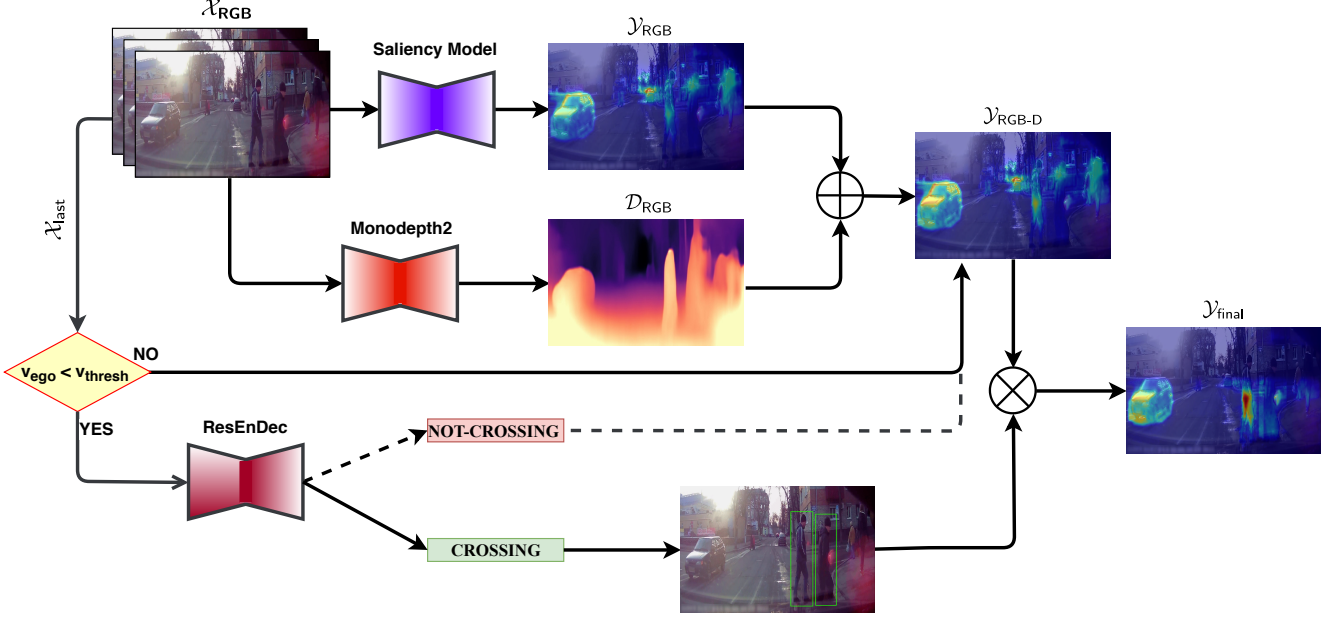 𝒳RGB
Saliency Model
𝒴RGB
𝒴RGB-D
𝒳last
Monodepth2
𝒟RGB
𝒴final
NO
vego < vthresh
YES
ResEnDec
NOT-CROSSING
CROSSING